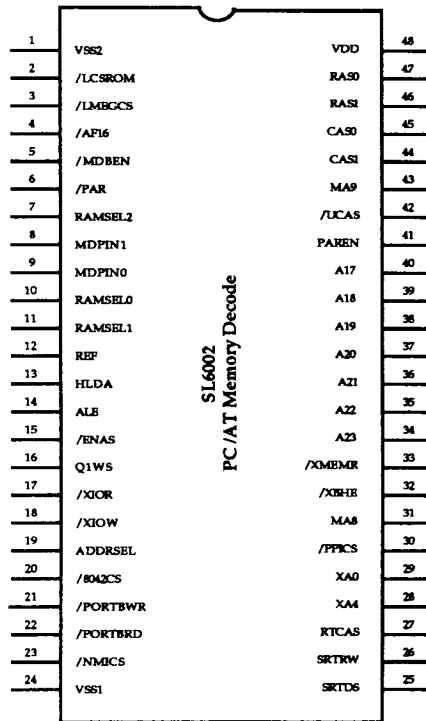 1 VSS2 VDD 48
2 /LCSROM RAS0 47
3 /LMEGCS RAS1 46
4 /AF16 CAS0 45
5 /MDBEN CAS1 44
6 /PAR MA9 43
7 RAMSEL2 /UCAS 42
8 MDPIN1 PAREN 41
9 MDPIN0 A17 40
10 RAMSEL0 A18 39
11 RAMSEL1 A19 38
12 REF A20 37
13 HLDA A21 36
14 ALE A22 35
15 /ENAS A23 34
16 Q1WS /XMEMR 33
17 /XIOR /XBHE 32
18 /XIOW MA8 31
19 ADDRSEL /PPICS 30
20 /8042CS XA0 29
21 /PORTBWR XA4 28
22 /PORTBRD RTCAS 27
23 /NMICS SRTRW 26
24 VSS1 SRTDS 25
SL6002
PC/AT Memory Decode